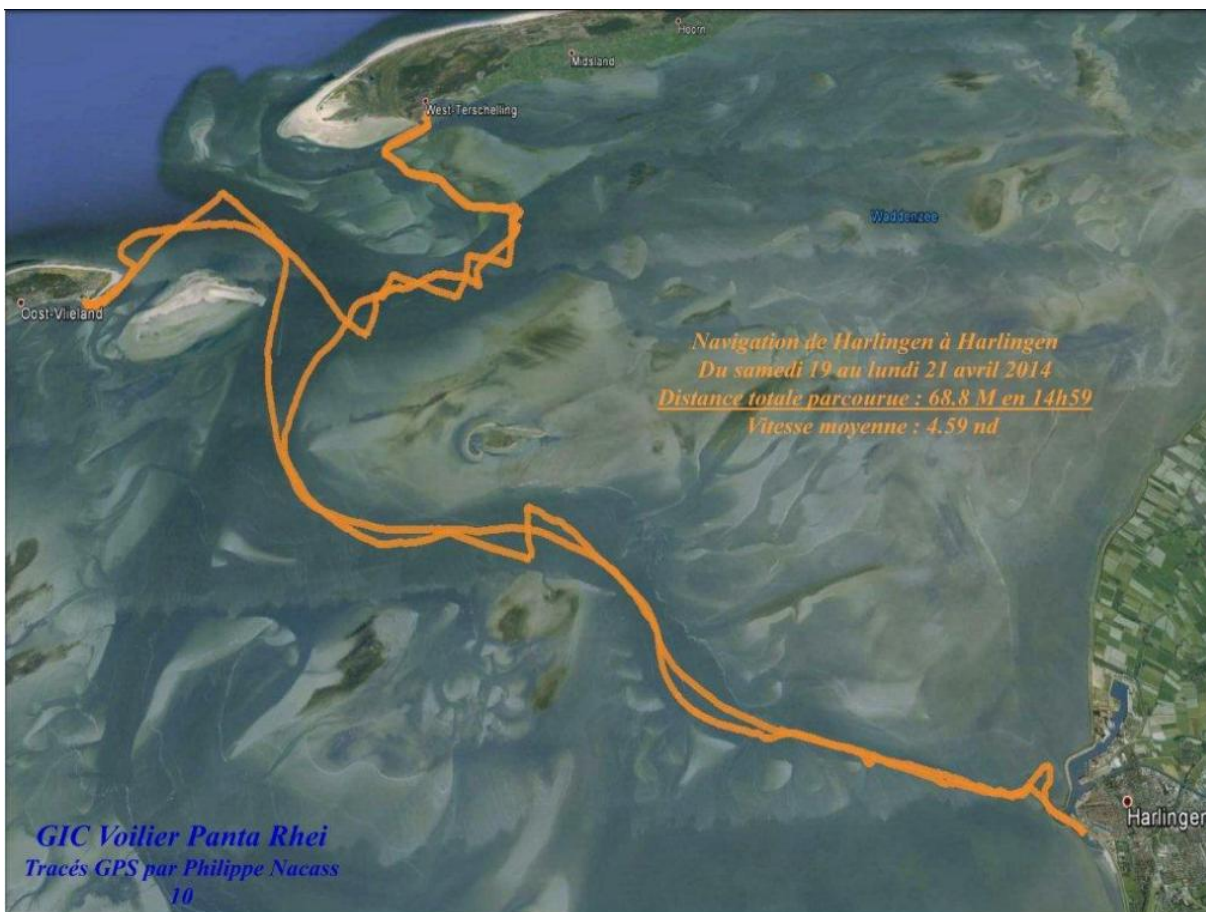 Hoorn
Midsland
West-Terschelling
Waddenzee
Oost-Vlieland
Navigation de Harlingen à Harlingen
Du samedi 19 au lundi 21 avril 2014
Distance totale parcourue : 68.8 M en 14h59
Vitesse moyenne : 4.59 nd
Harlingen
GIC Voilier Panta Rhei
Tracés GPS par Philippe Nacass
10